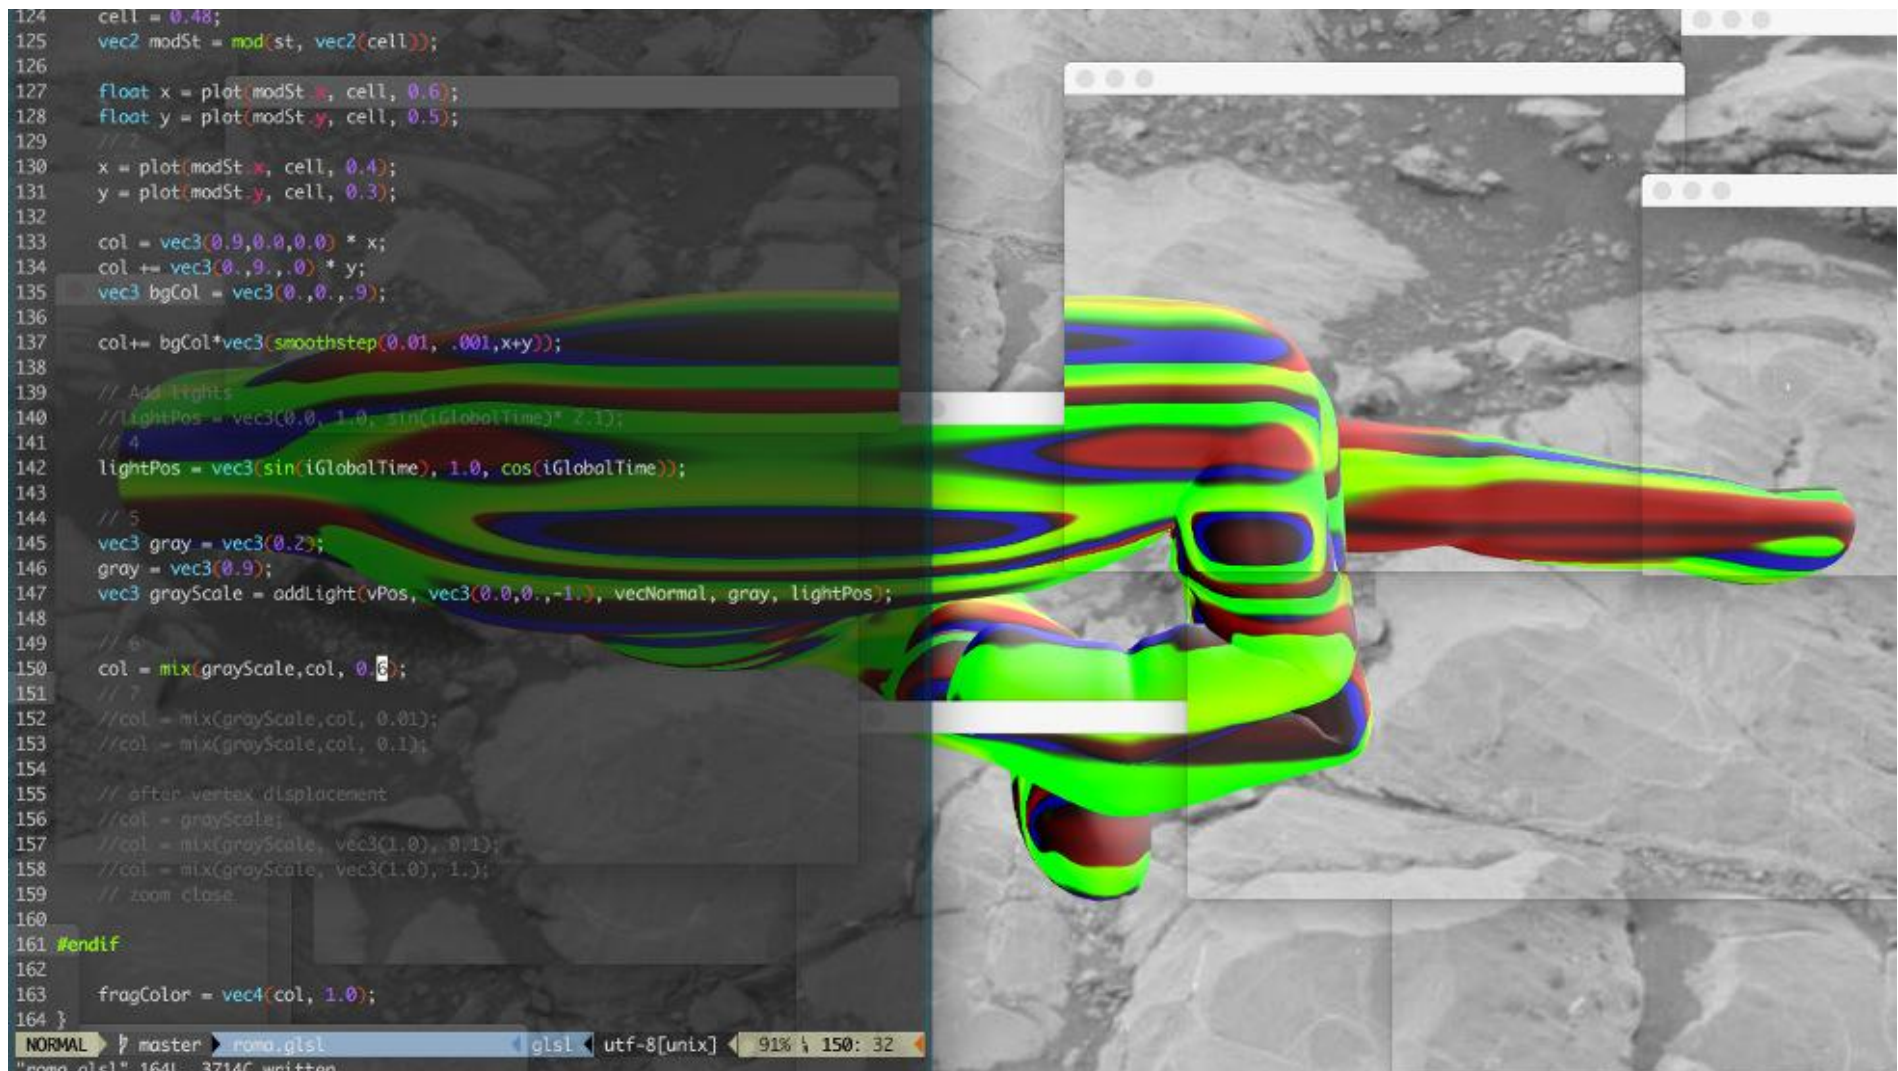 124 cell = 0.48;
125 vec2 modSt = mod(st, vec2(cell));
126
127 float x = plot(modSt.x, cell, 0.6);
128 float y = plot(modSt.y, cell, 0.5);
129 // 2
130 x = plot(modSt.x, cell, 0.4);
131 y = plot(modSt.y, cell, 0.3);
132
133 col = vec3(0.9,0.0,0.0) * x;
134 col += vec3(0.,9.,.0) * y;
135 vec3 bgCol = vec3(0.,0.,.9);
136
137 col+= bgCol*vec3(smoothstep(0.01, .001,x+y));
138
139 // Add lights
140 //lightPos = vec3(0.0, 1.0, sin(iGlobalTime)* 2.1);
141 // 4
142 lightPos = vec3(sin(iGlobalTime), 1.0, cos(iGlobalTime));
143
144 // 5
145 vec3 gray = vec3(0.2);
146 gray = vec3(0.9);
147 vec3 grayScale = addLight(vPos, vec3(0.0,0.,-1.), vecNormal, gray, lightPos);
148
149 // 6
150 col = mix(grayScale,col, 0.6);
151 // 7
152 //col = mix(grayScale,col, 0.01);
153 //col = mix(grayScale,col, 0.1);
154
155 // after vertex displacement
156 //col = grayScale;
157 //col = mix(grayScale, vec3(1.0), 0.1);
158 //col = mix(grayScale, vec3(1.0), 1.);
159 // zoom close
160
161 #endif
162
163 fragColor = vec4(col, 1.0);
164 }
NORMAL master roma.glsl glsl utf-8[unix] 91% 150: 32
"roma.glsl" 164L, 3714C written